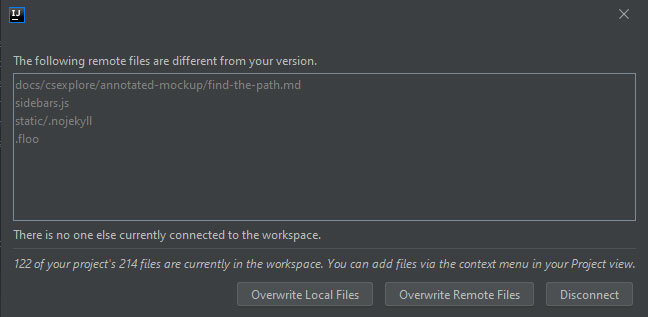 IJ
The following remote files are different from your version.
docs/csexplore/annotated-mockup/find-the-path.md
sidebars.js
static/.nojekyll
.floo
There is no one else currently connected to the workspace.
122 of your project's 214 files are currently in the workspace. You can add files via the context menu in your Project view.
Overwrite Local Files Overwrite Remote Files Disconnect